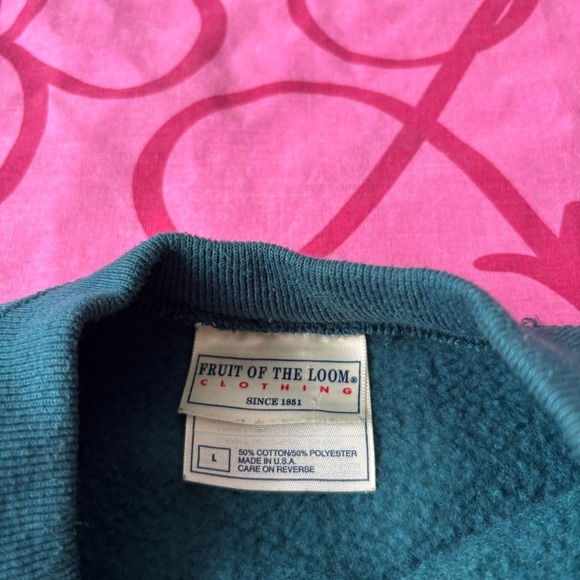 FRUIT OF THE LOOM®
CLOTHING
SINCE 1851
L
50% COTTON/50% POLYESTER
MADE IN U.S.A.
CARE ON REVERSE